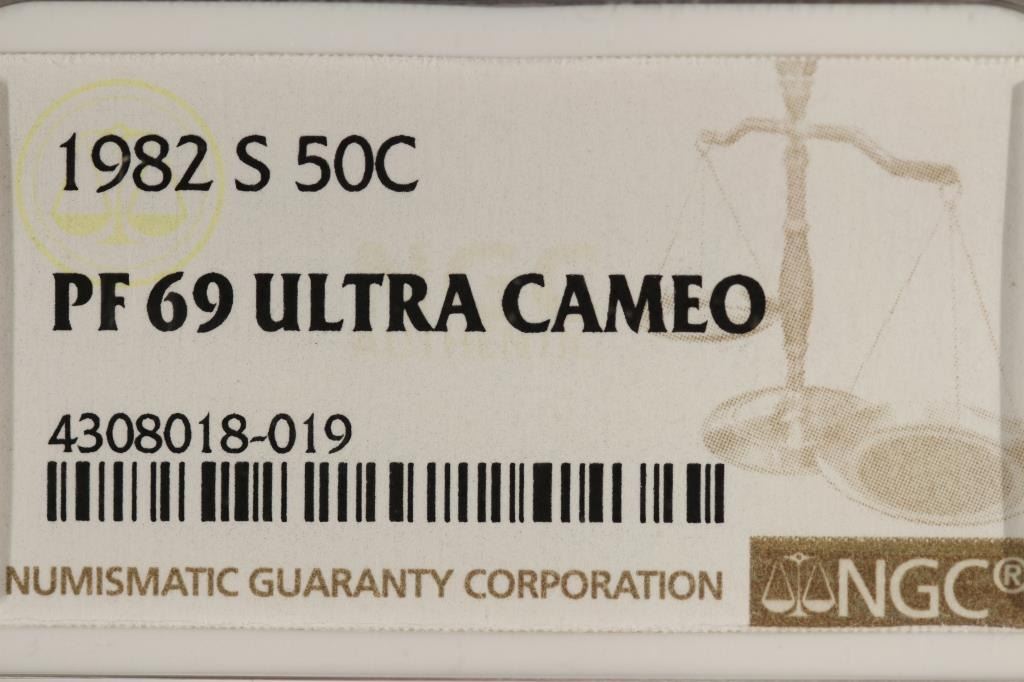 1982 S 50C
PF 69 ULTRA CAMEO
4308018-019
NUMISMATIC GUARANTY CORPORATION
NGC®